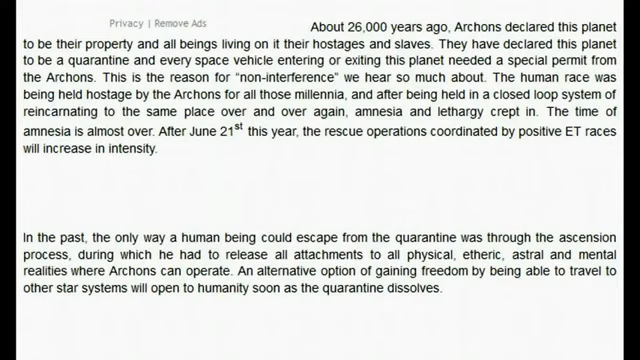 Privacy | Remove Ads
About 26,000 years ago, Archons declared this planet
to be their property and all beings living on it their hostages and slaves. They have declared this planet
to be a quarantine and every space vehicle entering or exiting this planet needed a special permit from
the Archons. This is the reason for “non-interference” we hear so much about. The human race was
being held hostage by the Archons for all those millennia, and after being held in a closed loop system of
reincarnating to the same place over and over again, amnesia and lethargy crept in. The time of
amnesia is almost over. After June 21st this year, the rescue operations coordinated by positive ET races
will increase in intensity.
In the past, the only way a human being could escape from the quarantine was through the ascension
process, during which he had to release all attachments to all physical, etheric, astral and mental
realities where Archons can operate. An alternative option of gaining freedom by being able to travel to
other star systems will open to humanity soon as the quarantine dissolves.